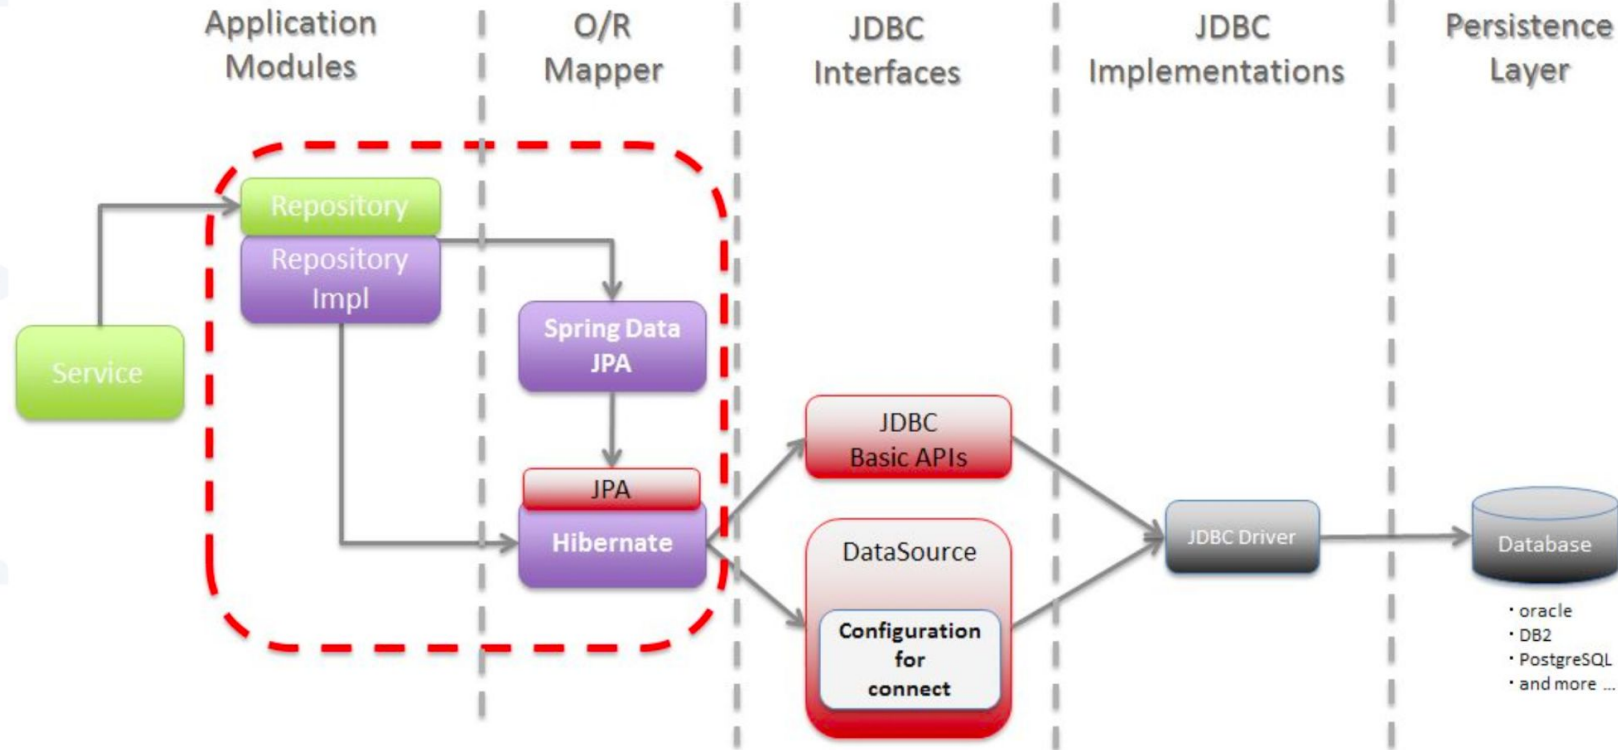 Application
Modules
O/R
Mapper
JDBC
Interfaces
JDBC
Implementations
Persistence
Layer
Repository
Repository
Impl
Service
Spring Data
JPA
JPA
Hibernate
JDBC
Basic APIs
DataSource
Configuration
for
connect
JDBC Driver
Database
・oracle
・DB2
・PostgreSQL
・and more ...